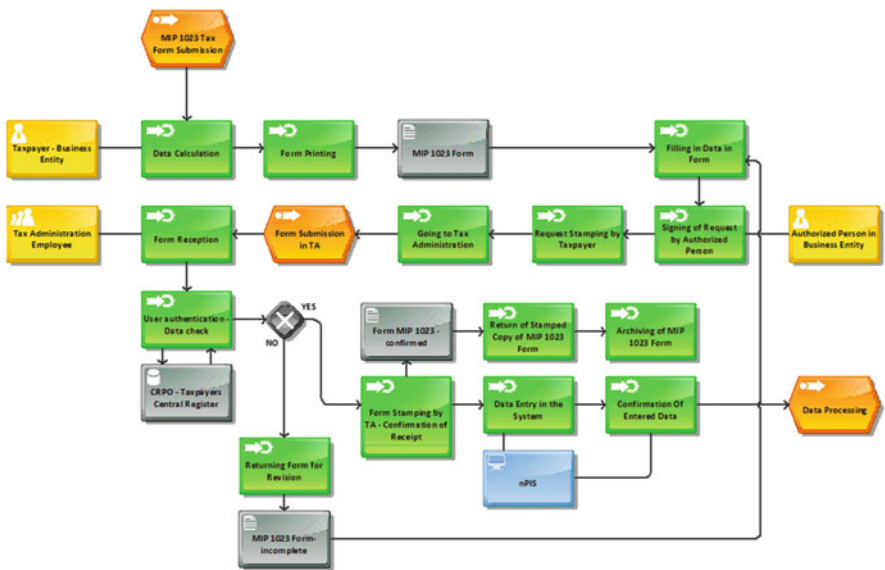 MIP 1023 Tax
Form Submission
Taxpayer - Business
Entity
Data Calculation
Form Printing
MIP 1023 Form
Filling in Data in
Form
Tax Administration
Employee
Form Reception
Form Submission
in TA
Going to Tax
Administration
Request Stamping by
Taxpayer
Signing of Request
by Authorized
Person
Authorized Person in
Business Entity
User authentication -
Data check
YES
NO
Form MIP 1023 -
confirmed
Return of Stamped
Copy of MIP 1023
Form
Archiving of MIP
1023 Form
CRPO - Taxpayers
Central Register
Form Stamping by
TA - Confirmation of
Receipt
Data Entry in the
System
Confirmation Of
Entered Data
Data Processing
Returning Form for
Revision
nPIS
MIP 1023 Form-
incomplete